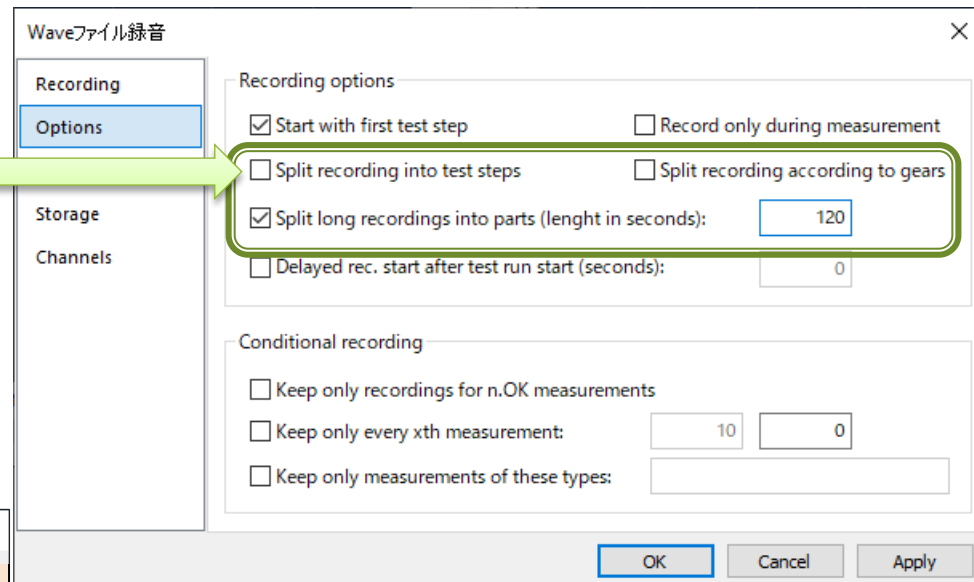 Waveファイル録音
Recording
Options
Storage
Channels
Recording options
Start with first test step
Record only during measurement
Split recording into test steps
Split recording according to gears
Split long recordings into parts (lenght in seconds): 120
Delayed rec. start after test run start (seconds): 0
Conditional recording
Keep only recordings for n.OK measurements
Keep only every xth measurement: 10 0
Keep only measurements of these types:
OK Cancel Apply